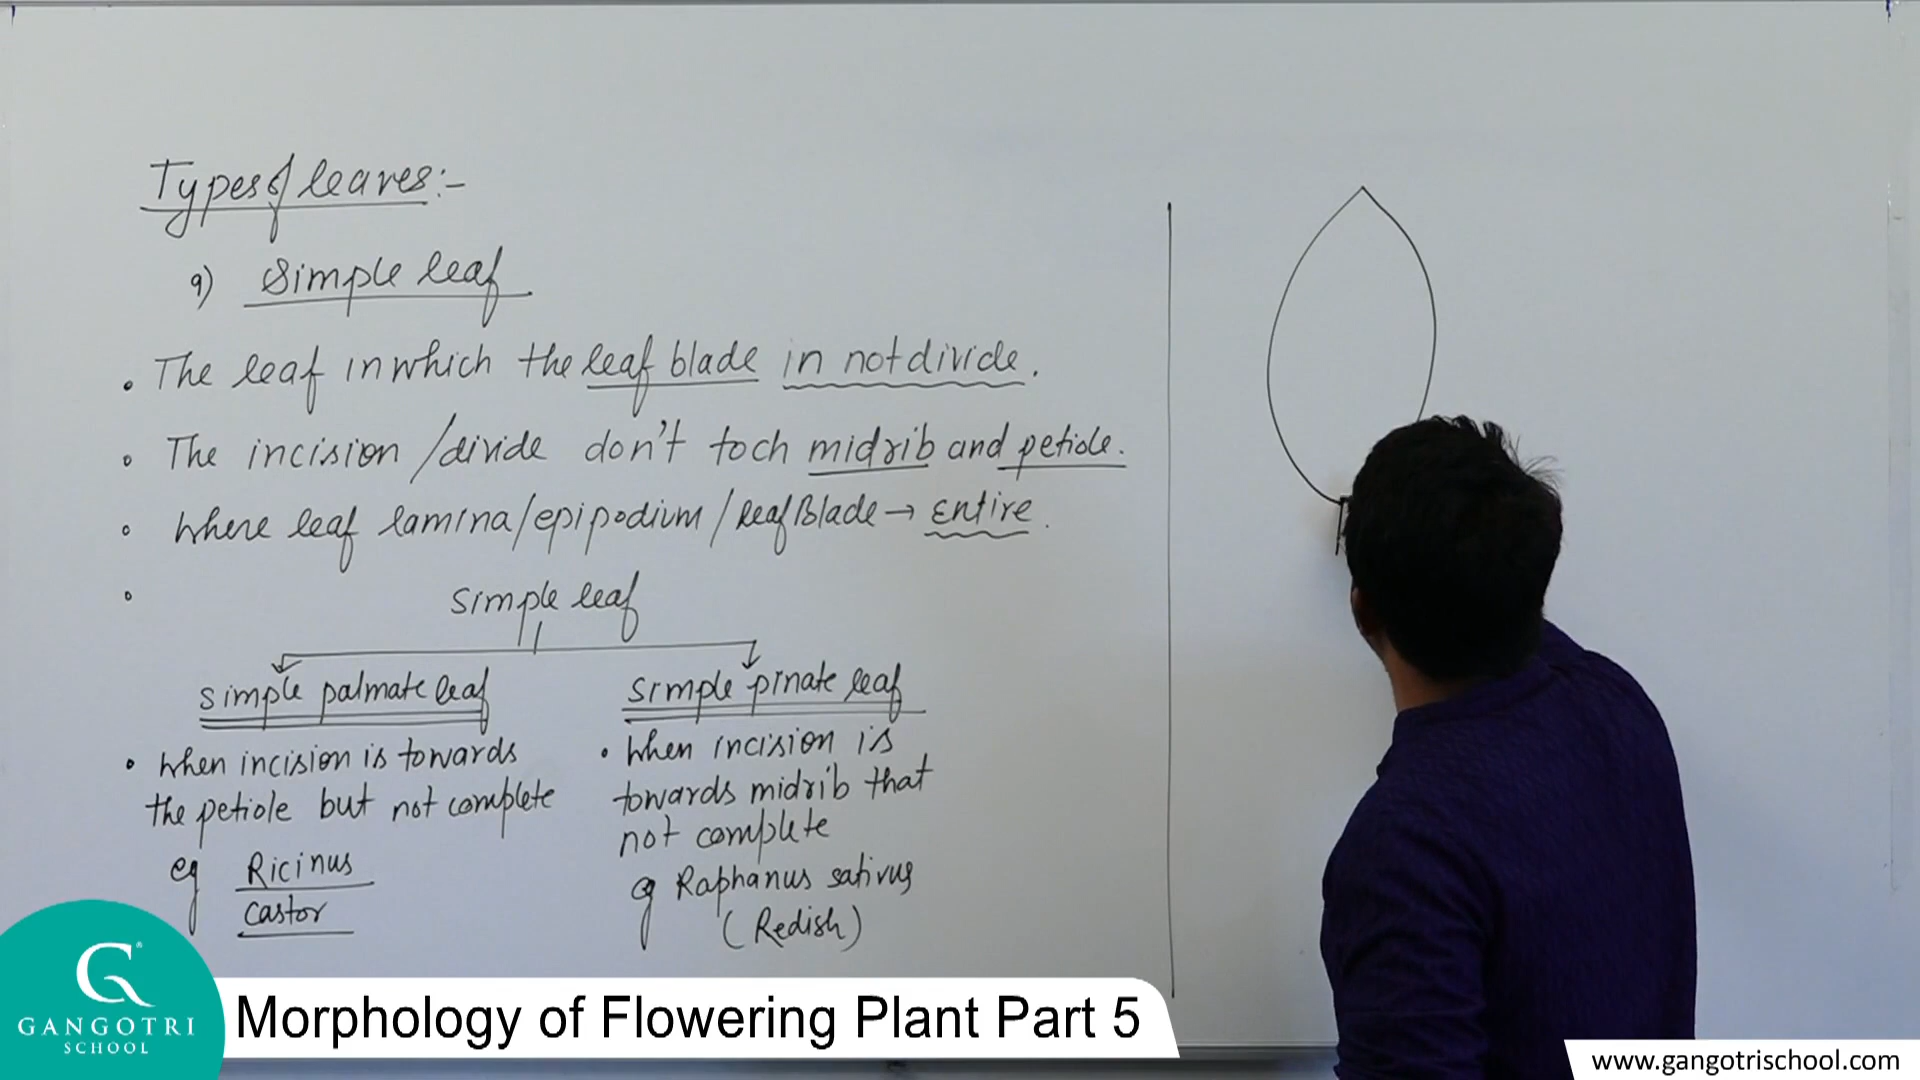 Types of leaves:-
a) Simple leaf
• The leaf in which the leaf blade in not divide.
• The incision /divide don't toch midrib and petiole.
• Where leaf lamina/epipodium/leaf Blade → Entire.
•
Simple leaf
simple palmate leaf
• When incision is towards
the petiole but not complete
eg Ricinus
Castor
simple pinate leaf
• When incision is
towards midrib that
not complete
eg Raphanus sativus
(Redish)
G
GANGOTRI
SCHOOL
Morphology of Flowering Plant Part 5
www.gangotrischool.com